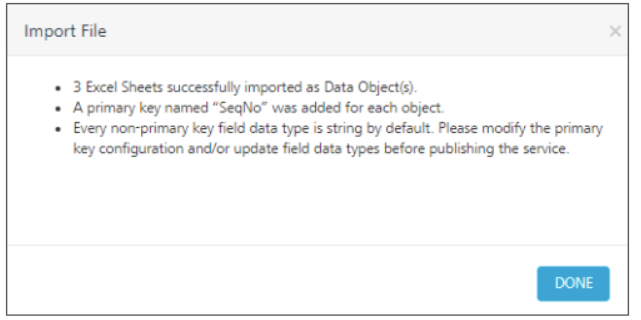 Import File
×
• 3 Excel Sheets successfully imported as Data Object(s).
• A primary key named “SeqNo” was added for each object.
• Every non-primary key field data type is string by default. Please modify the primary
key configuration and/or update field data types before publishing the service.
DONE